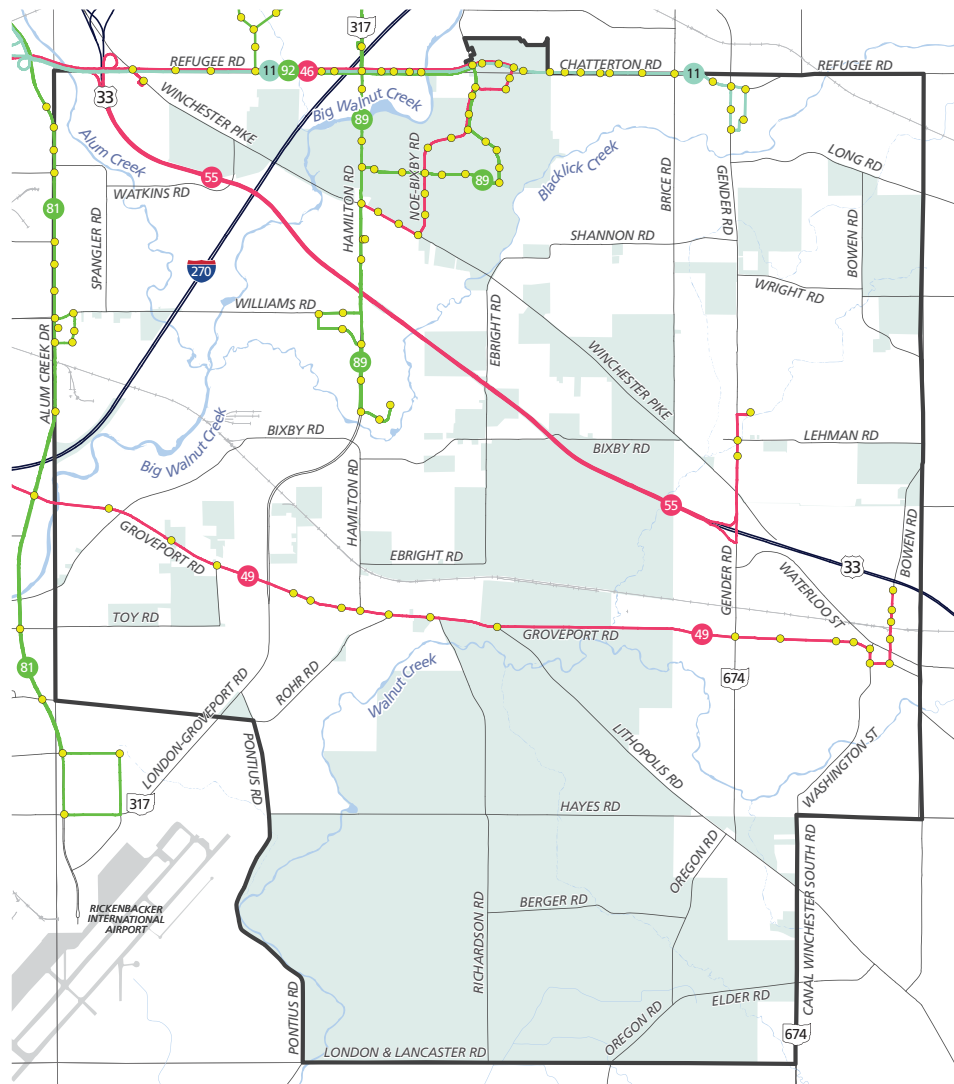 317
REFUGEE RD
11
92
46
CHATTERTON RD
11
REFUGEE RD
33
WINCHESTER PIKE
Big Walnut Creek
89
Alum Creek
NOE-BIXBY RD
Blacklick Creek
LONG RD
55
WATKINS RD
89
BRICE RD
GENDER RD
81
HAMILTON RD
SPANGLER RD
SHANNON RD
BOWEN RD
270
WRIGHT RD
WILLIAMS RD
EBRIGHT RD
ALUM CREEK DR
89
WINCHESTER PIKE
Big Walnut Creek
BIXBY RD
BIXBY RD
LEHMAN RD
HAMILTON RD
55
GROVEPORT RD
EBRIGHT RD
BOWEN RD
33
49
GENDER RD
WATERLOO ST
TOY RD
GROVEPORT RD
49
81
ROHR RD
Walnut Creek
674
LONDON-GROVEPORT RD
PONTIUS RD
LITHOPOLIS RD
WASHINGTON ST
317
HAYES RD
OREGON RD
CANAL WINCHESTER SOUTH RD
RICKENBACKER
INTERNATIONAL
AIRPORT
RICHARDSON RD
BERGER RD
PONTIUS RD
ELDER RD
OREGON RD
674
LONDON & LANCASTER RD